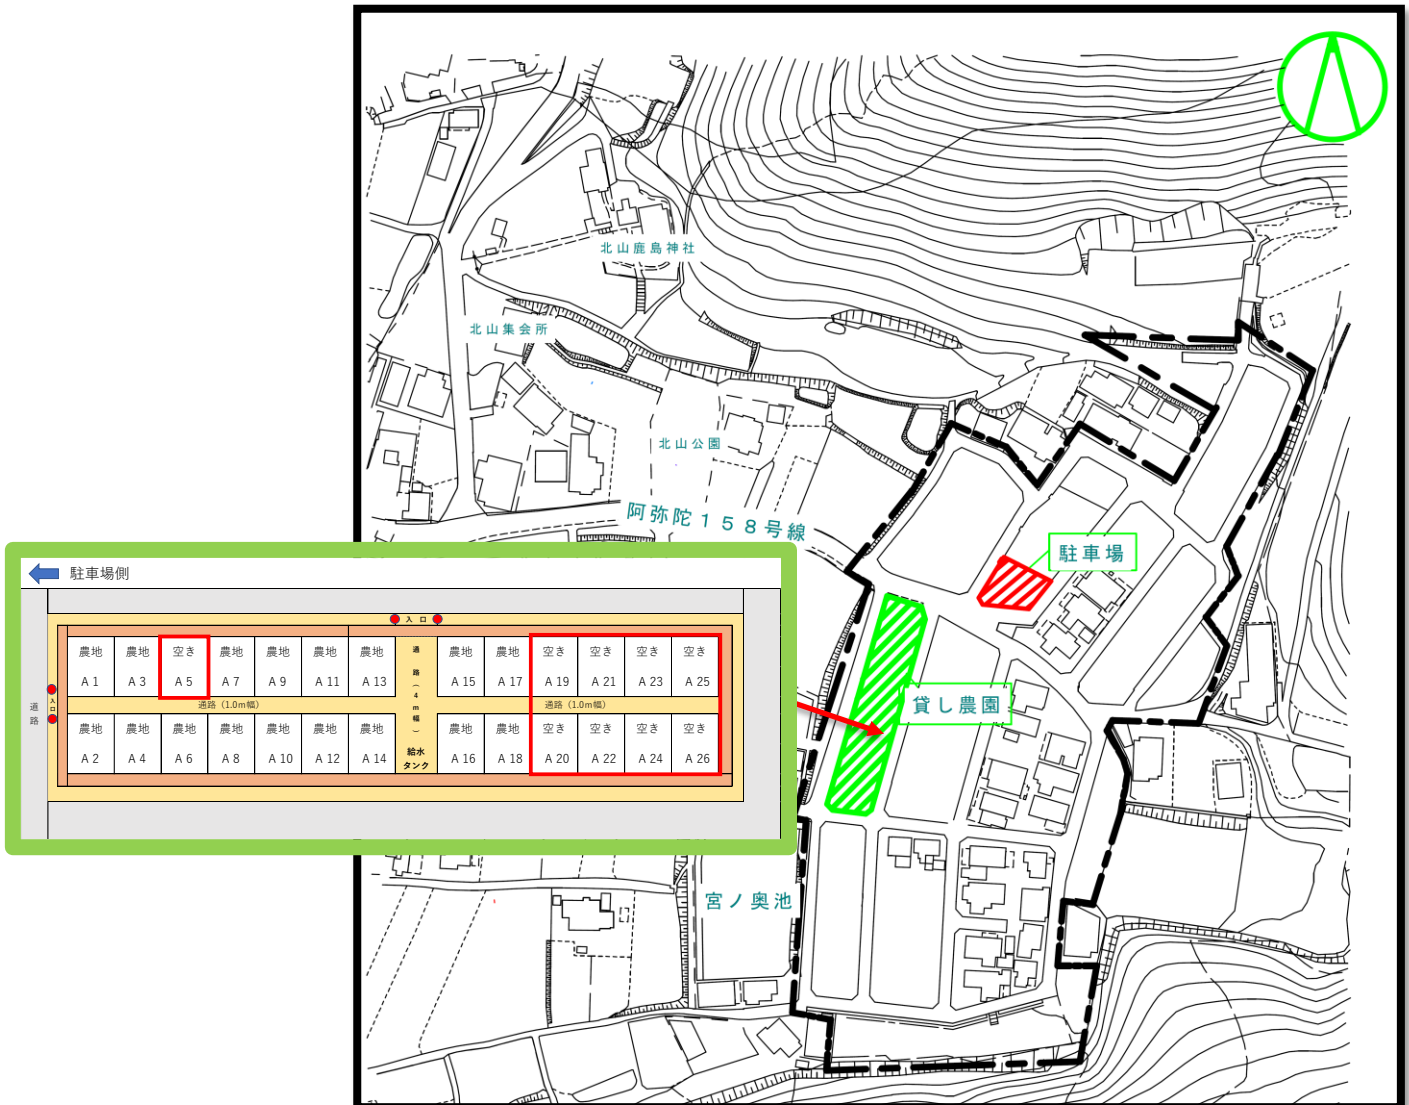 北山鹿島神社
北山集会所
北山公園
阿弥陀158号線
駐車場
貸し農園
宮ノ奥池
駐車場側
入口
農地 農地 空き 農地 農地 農地 農地 通路(4m幅) 農地 農地 空き 空き 空き 空き
A1 A3 A5 A7 A9 A11 A13 A15 A17 A19 A21 A23 A25
道路 入口 通路(1.0m幅) 通路(1.0m幅)
農地 農地 農地 農地 農地 農地 農地 農地 農地 空き 空き 空き 空き
A2 A4 A6 A8 A10 A12 A14 給水タンク A16 A18 A20 A22 A24 A26